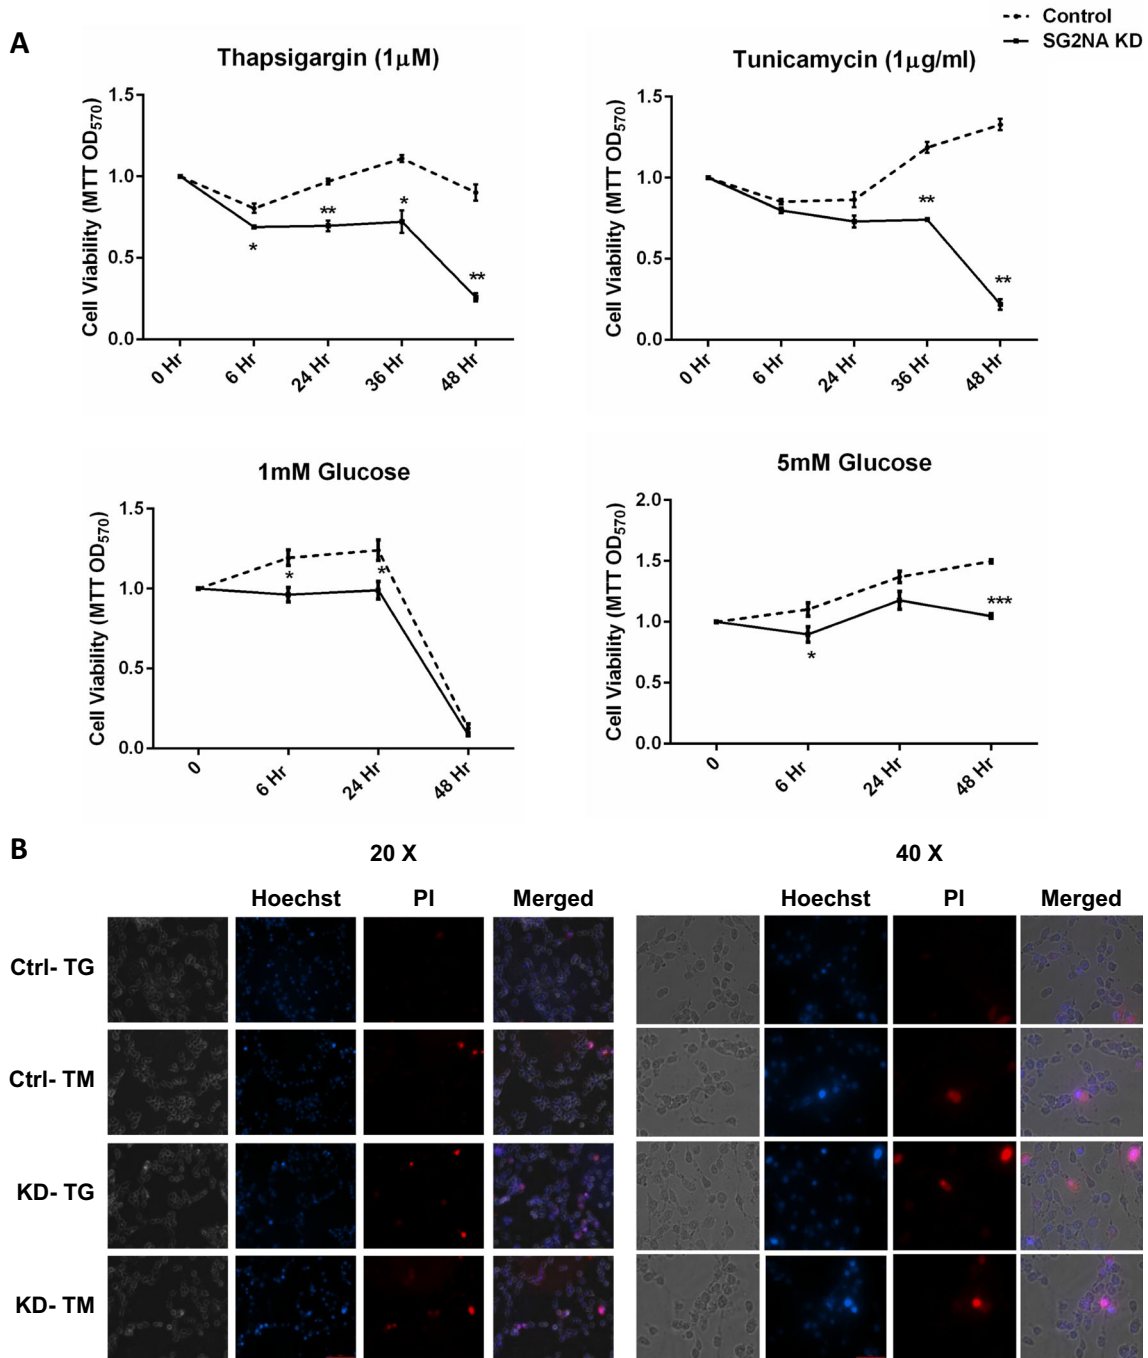 Control
SG2NA KD
A
Thapsigargin (1μM)
Cell Viability (MTT OD570)
1.5
1.0
0.5
0.0
0 Hr
6 Hr
24 Hr
36 Hr
48 Hr
*
**
*
**
Tunicamycin (1μg/ml)
Cell Viability (MTT OD570)
1.5
1.0
0.5
0.0
0 Hr
6 Hr
24 Hr
36 Hr
48 Hr
**
**
1mM Glucose
Cell Viability (MTT OD570)
1.5
1.0
0.5
0.0
0
6 Hr
24 Hr
48 Hr
*
*
5mM Glucose
Cell Viability (MTT OD570)
2.0
1.5
1.0
0.5
0.0
0
6 Hr
24 Hr
48 Hr
*
***
B
20 X
40 X
Hoechst PI Merged
Hoechst PI Merged
Ctrl- TG
Ctrl- TM
KD- TG
KD- TM